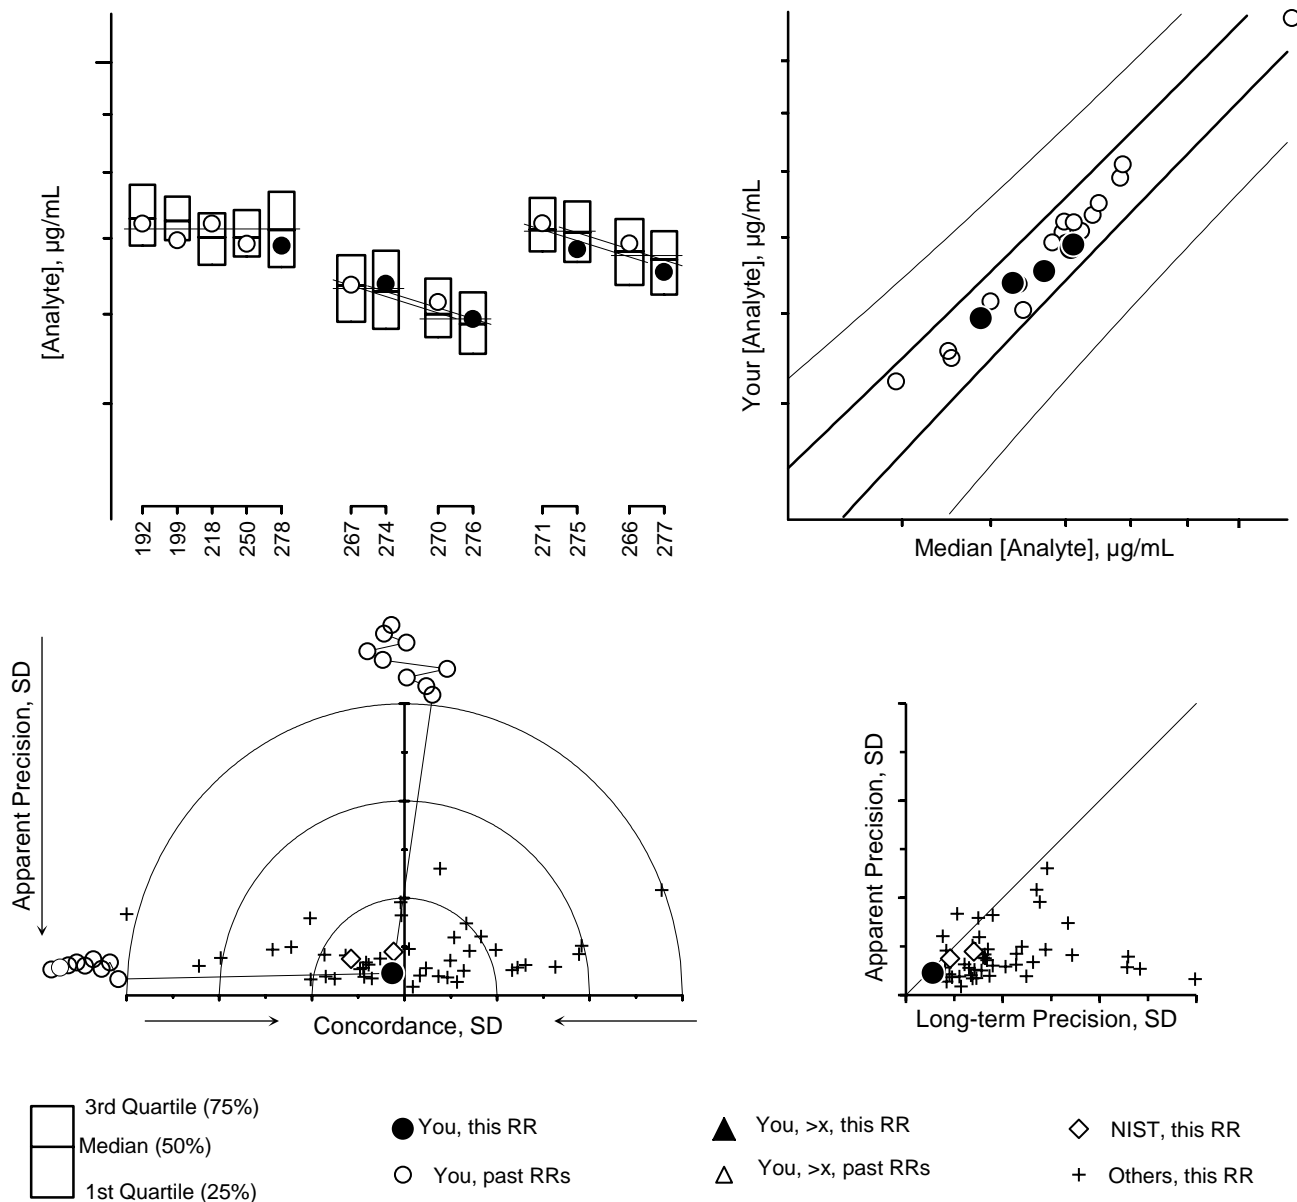 [Analyte], µg/mL
192
199
218
250
278
267
274
270
276
271
275
266
277
Your [Analyte], µg/mL
Median [Analyte], µg/mL
Apparent Precision, SD
Concordance, SD
Apparent Precision, SD
Long-term Precision, SD
3rd Quartile (75%)
Median (50%)
1st Quartile (25%)
You, this RR
You, past RRs
You, >x, this RR
You, >x, past RRs
NIST, this RR
Others, this RR